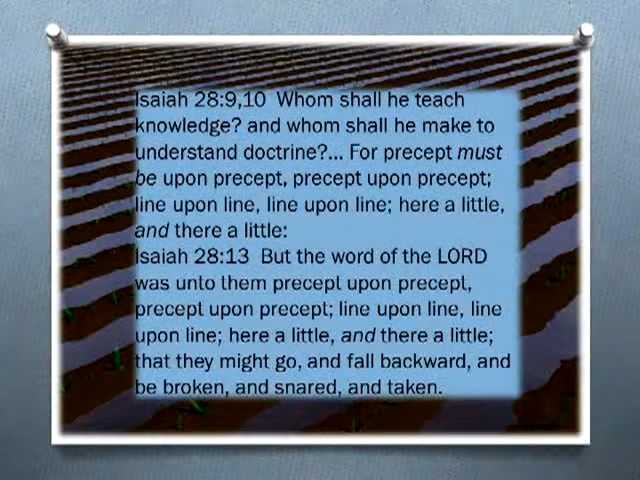 Isaiah 28:9,10  Whom shall he teach
knowledge? and whom shall he make to
understand doctrine?... For precept must
be upon precept, precept upon precept;
line upon line, line upon line; here a little,
and there a little:
Isaiah 28:13  But the word of the LORD
was unto them precept upon precept,
precept upon precept; line upon line, line
upon line; here a little, and there a little;
that they might go, and fall backward, and
be broken, and snared, and taken.